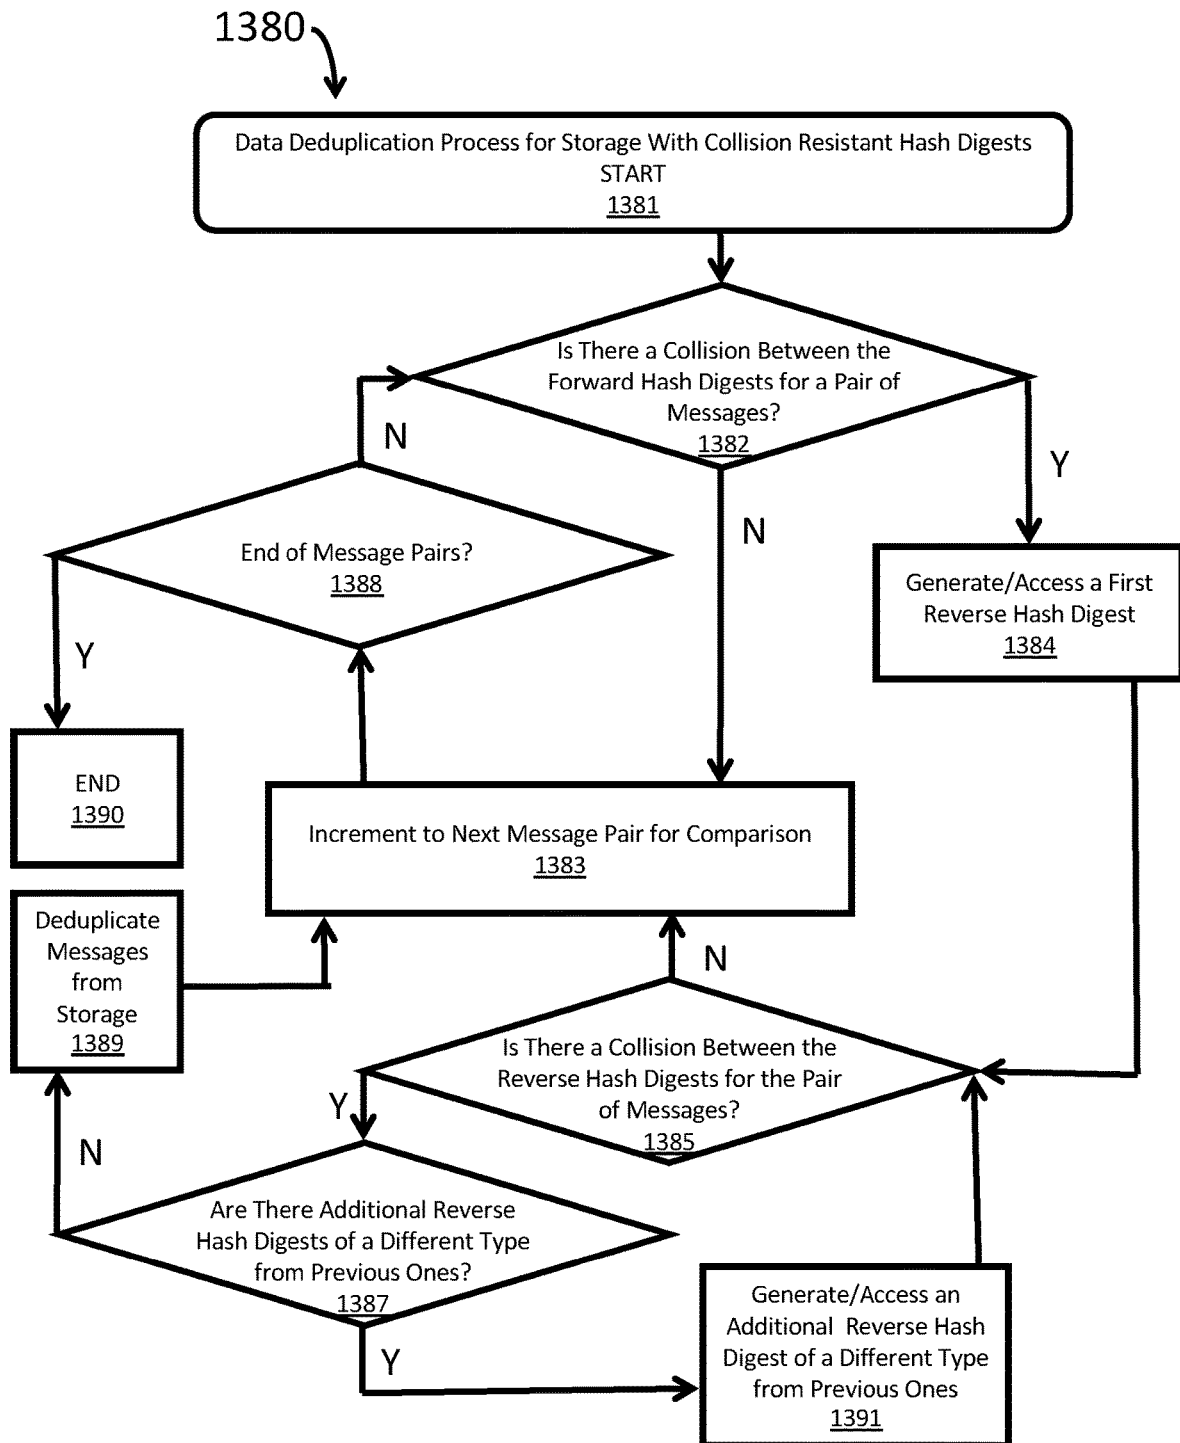 1380
Data Deduplication Process for Storage With Collision Resistant Hash Digests
START
1381
Is There a Collision Between the
Forward Hash Digests for a Pair of
Messages?
1382
N
Y
N
End of Message Pairs?
1388
Generate/Access a First
Reverse Hash Digest
1384
Y
END
1390
Increment to Next Message Pair for Comparison
1383
Deduplicate
Messages
from
Storage
1389
N
Is There a Collision Between the
Reverse Hash Digests for the Pair
of Messages?
1385
Y
N
Are There Additional Reverse
Hash Digests of a Different Type
from Previous Ones?
1387
Y
Generate/Access an
Additional Reverse Hash
Digest of a Different Type
from Previous Ones
1391